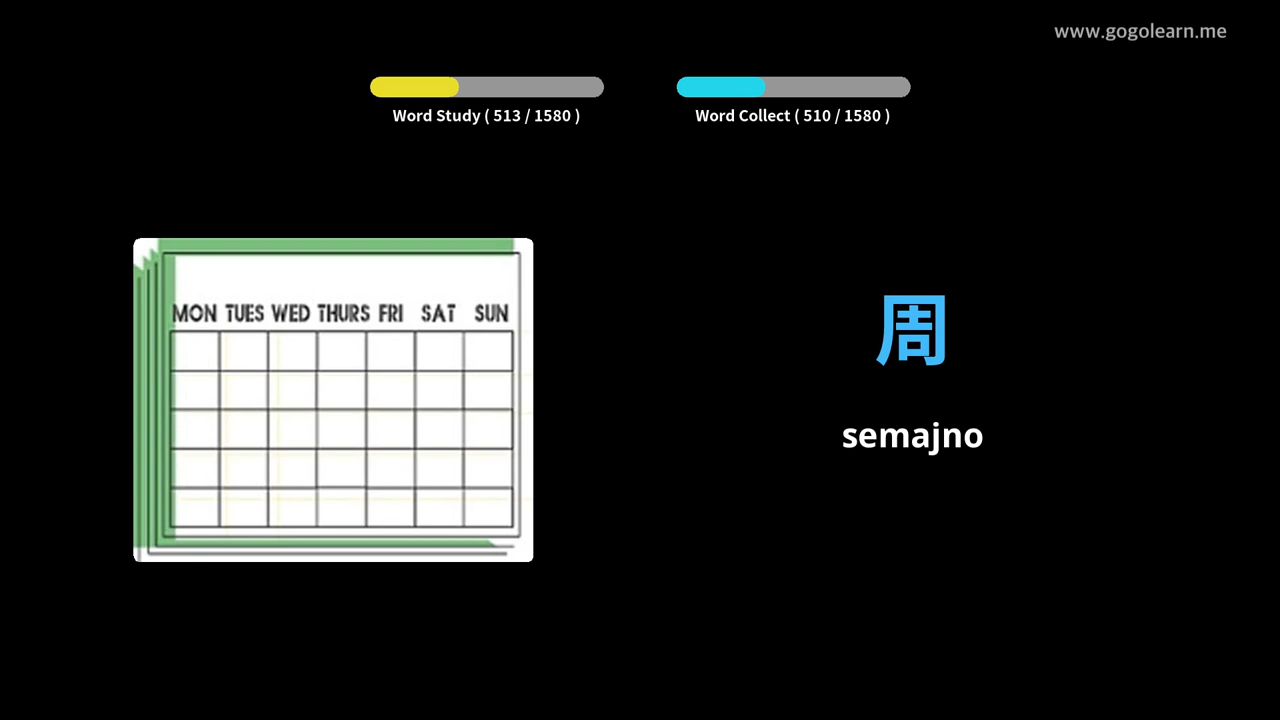 www.gogolearn.me
Word Study ( 513 / 1580 )
Word Collect ( 510 / 1580 )
MON TUES WED THURS FRI SAT SUN
周
semajno